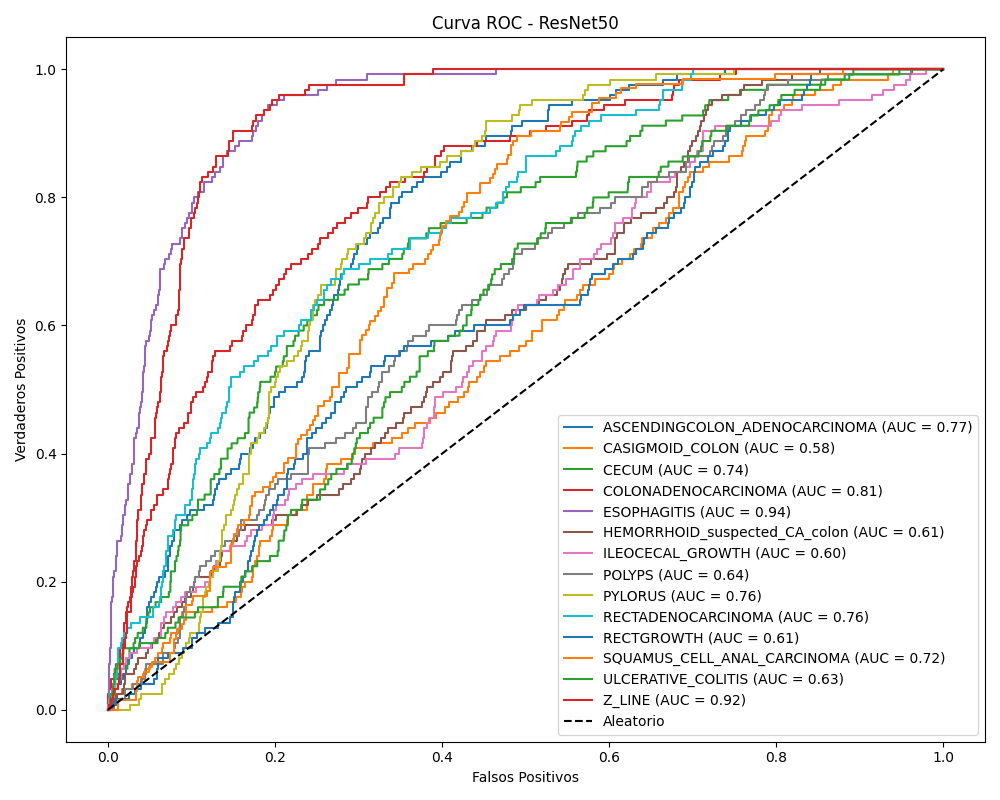 Curva ROC - ResNet50
Verdaderos Positivos
1.0
0.8
0.6
0.4
0.2
0.0
ASCENDINGCOLON_ADENOCARCINOMA (AUC = 0.77)
CASIGMOID_COLON (AUC = 0.58)
CECUM (AUC = 0.74)
COLONADENOCARCINOMA (AUC = 0.81)
ESOPHAGITIS (AUC = 0.94)
HEMORRHOID_suspected_CA_colon (AUC = 0.61)
ILEOCECAL_GROWTH (AUC = 0.60)
POLYPS (AUC = 0.64)
PYLORUS (AUC = 0.76)
RECTADENOCARCINOMA (AUC = 0.76)
RECTGROWTH (AUC = 0.61)
SQUAMUS_CELL_ANAL_CARCINOMA (AUC = 0.72)
ULCERATIVE_COLITIS (AUC = 0.63)
Z_LINE (AUC = 0.92)
Aleatorio
0.0 0.2 0.4 0.6 0.8 1.0
Falsos Positivos